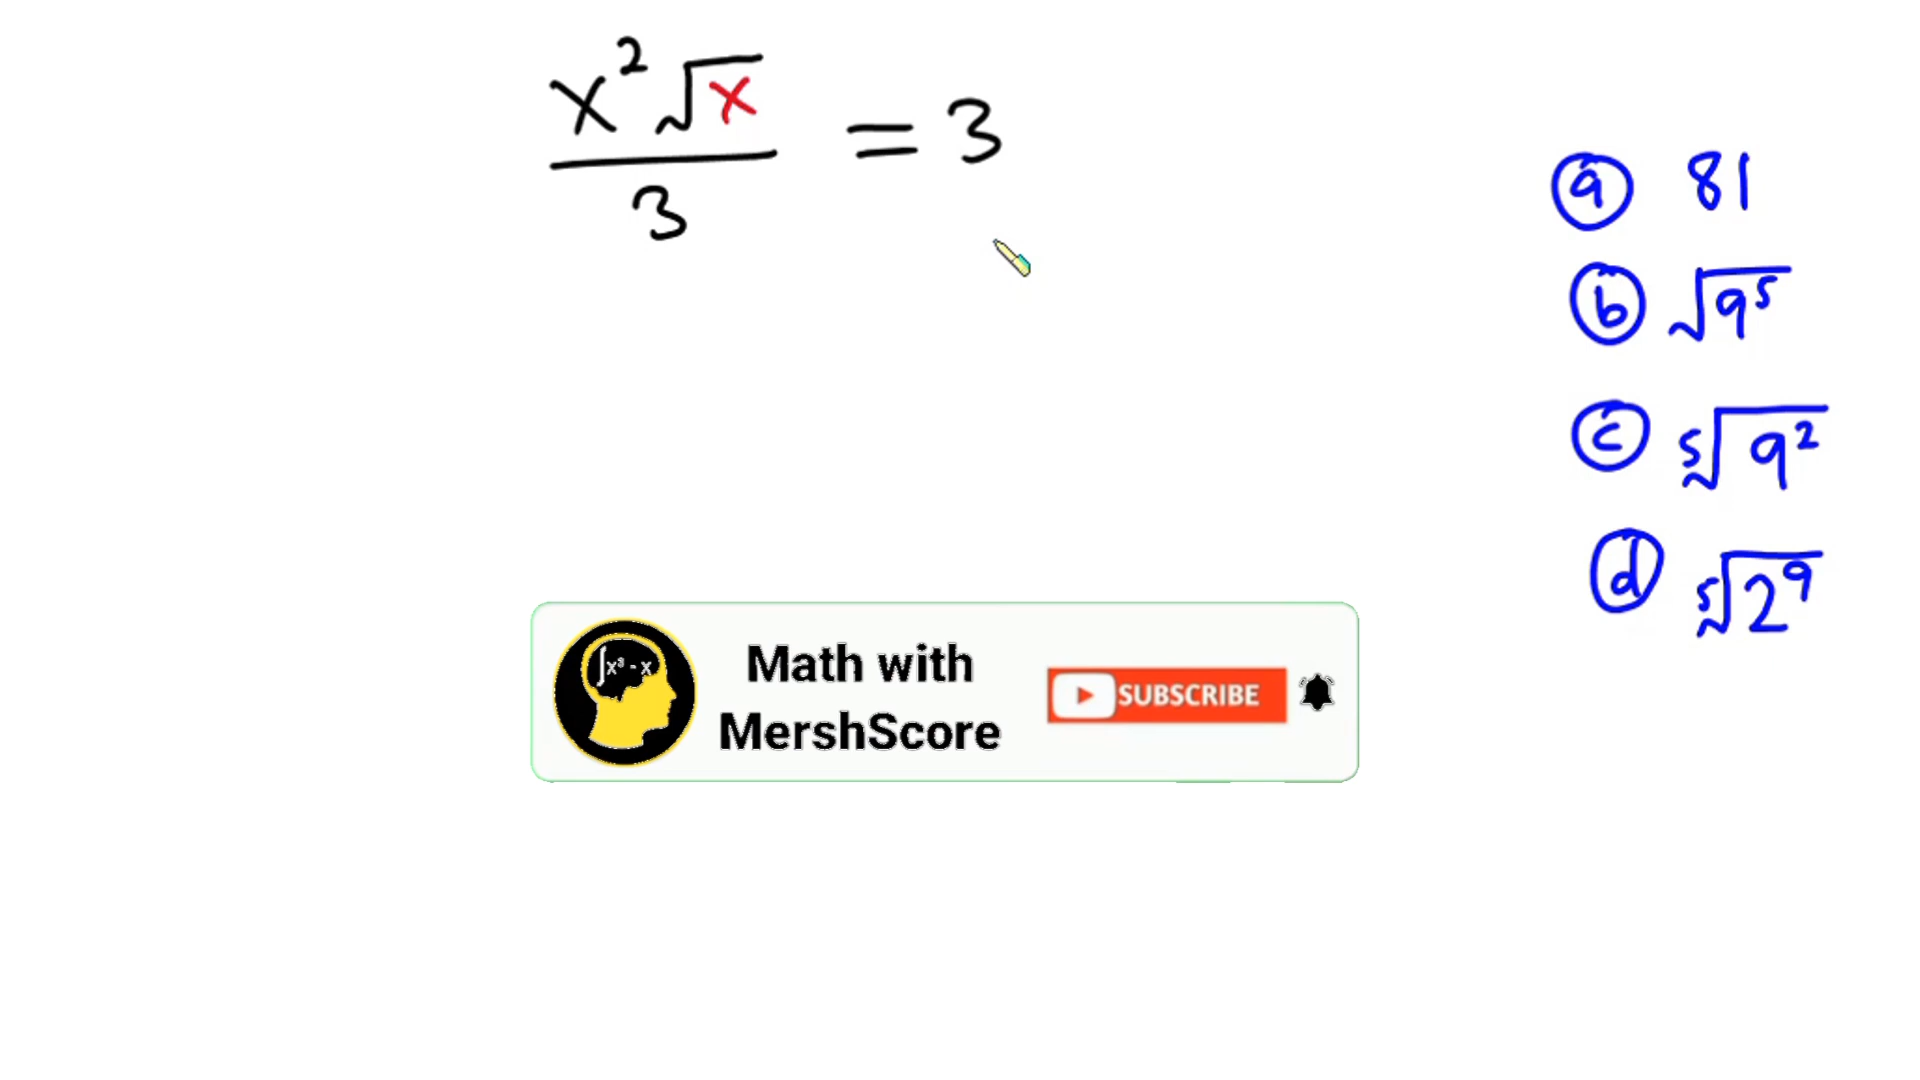 x²√x / 3 = 3
ⓐ 81
ⓑ √9⁵
ⓒ ⁵√9²
ⓓ ⁵√2⁹
∫x³-x
Math with
MershScore
SUBSCRIBE